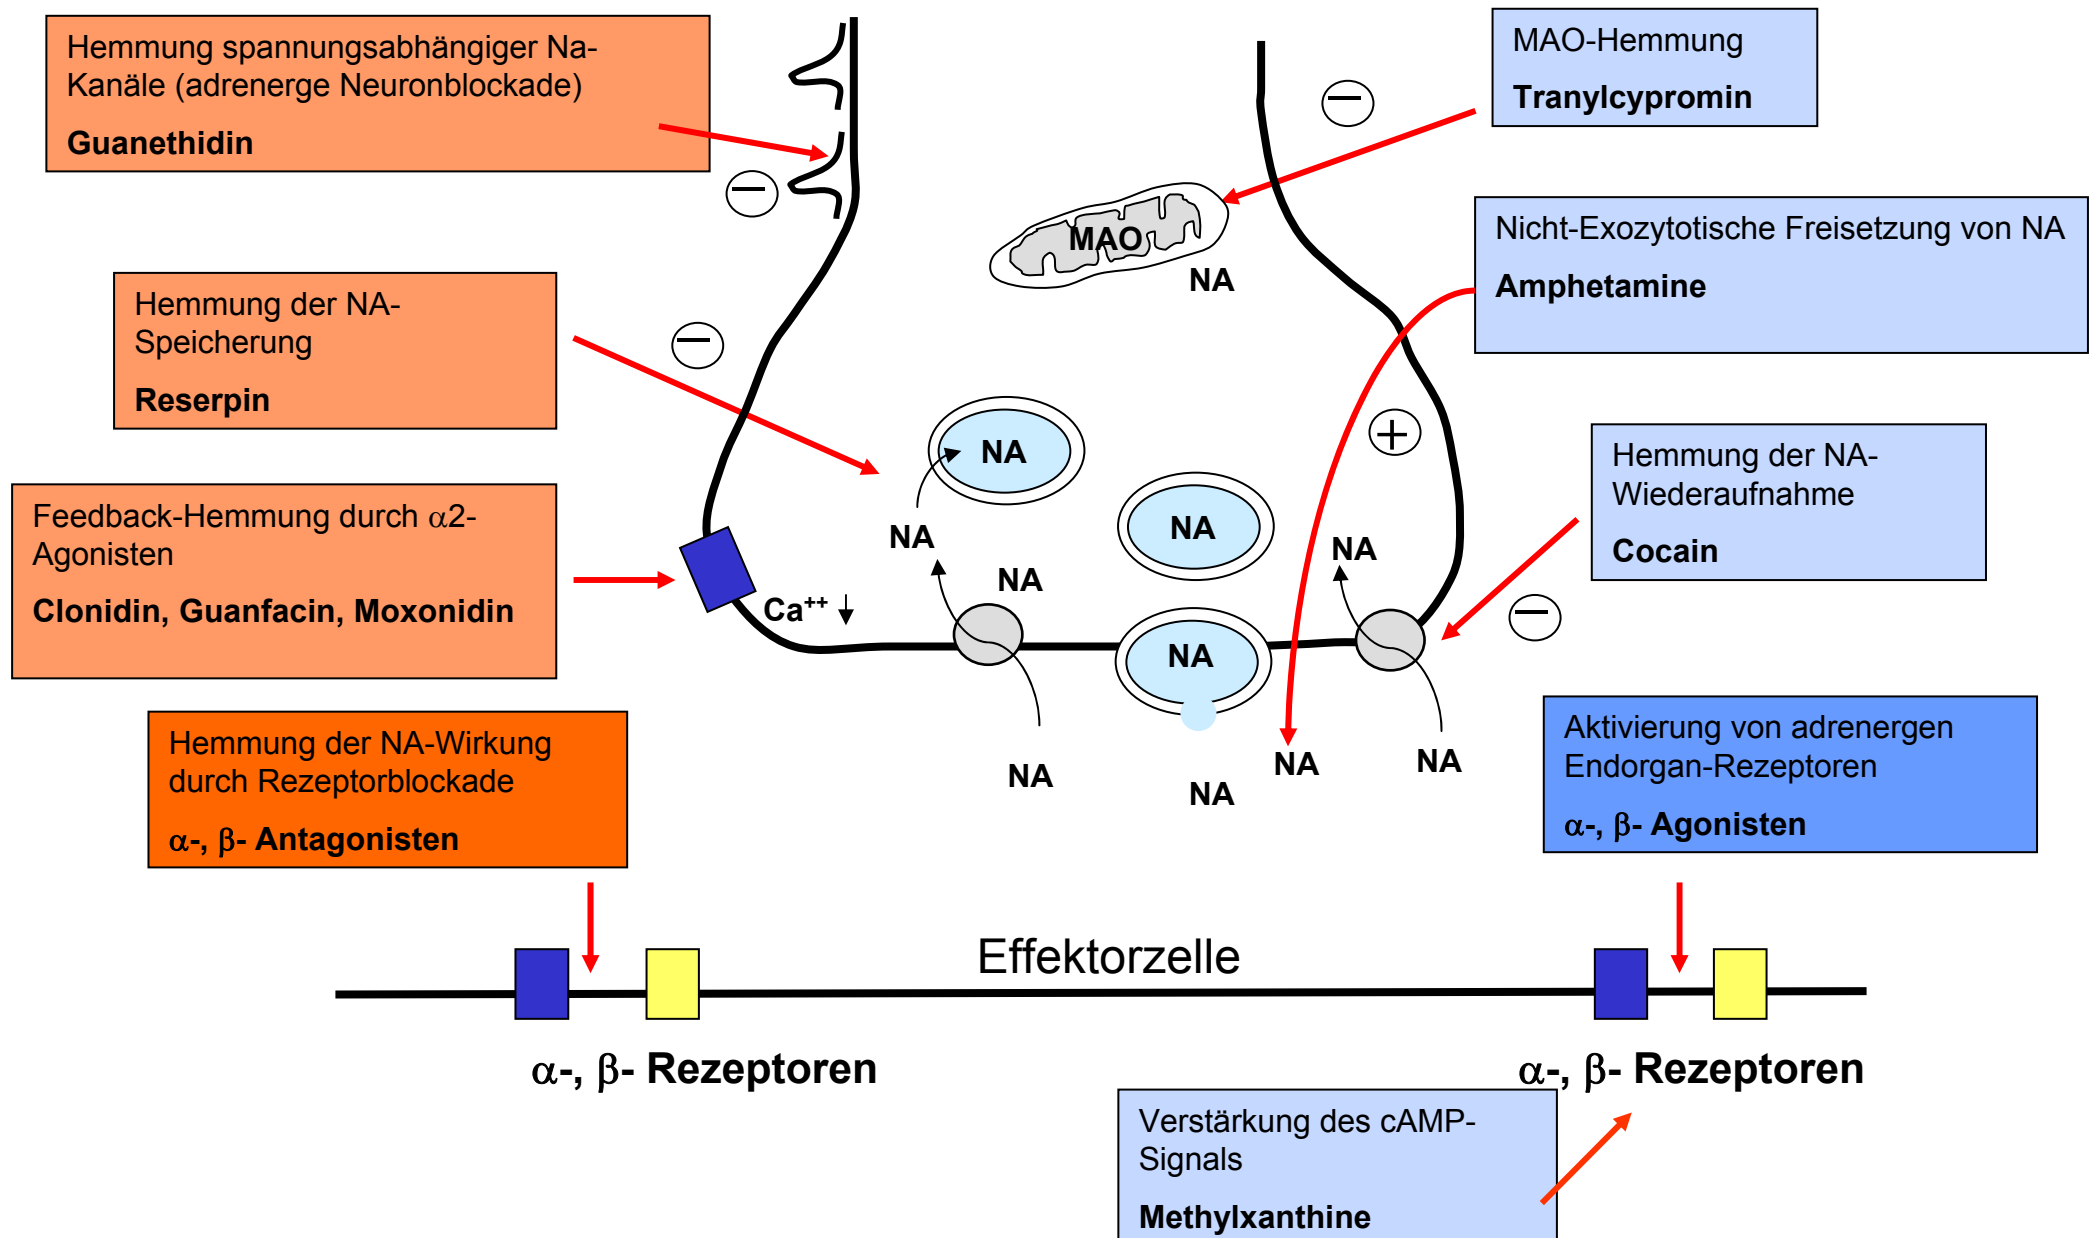 Hemmung spannungsabhängiger Na-
Kanäle (adrenerge Neuronblockade)
Guanethidin
MAO-Hemmung
Tranylcypromin
MAO
NA
Nicht-Exozytotische Freisetzung von NA
Amphetamine
Hemmung der NA-
Speicherung
Reserpin
NA
NA
NA
NA
NA
NA
Hemmung der NA-
Wiederaufnahme
Cocain
Feedback-Hemmung durch α2-
Agonisten
Clonidin, Guanfacin, Moxonidin
Ca++ ↓
NA
NA
NA
NA
NA
Hemmung der NA-Wirkung
durch Rezeptorblockade
α-, β- Antagonisten
Aktivierung von adrenergen
Endorgan-Rezeptoren
α-, β- Agonisten
Effektorzelle
α-, β- Rezeptoren
α-, β- Rezeptoren
Verstärkung des cAMP-
Signals
Methylxanthine